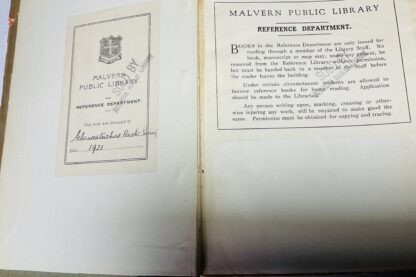 MALVERN
PUBLIC LIBRARY
REFERENCE DEPARTMENT.
This book was presented by
Gloucestershire
Date 1921
SOLD BY
MALVERN PUBLIC LIBRARY
REFERENCE DEPARTMENT.
BOOKS in the Reference Department are only issued for
reading through a member of the Library Staff. No
book, manuscript or map may, under any pretext, be
removed from the Reference Library without permission,
but must be handed back to a member of the Staff before
the reader leaves the building.
Under certain circumstances students are allowed to
borrow reference books for home reading. Application
should be made to the Librarian.
Any person writing upon, marking, creasing or other-
wise injuring any work, will be required to make good the
same. Permission must be obtained for copying and tracing.